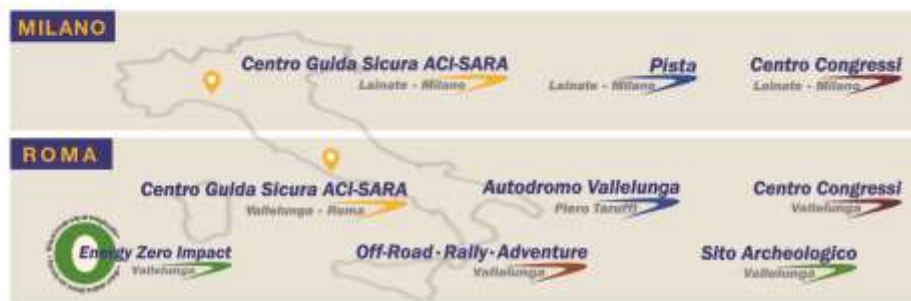 MILANO
Centro Guida Sicura ACI-SARA
Lainate - Milano
Pista
Lainate - Milano
Centro Congressi
Lainate - Milano
ROMA
Centro Guida Sicura ACI-SARA
Vallelunga - Roma
Autodromo Vallelunga
Piero Taruffi
Centro Congressi
Vallelunga
Energy Zero Impact
Vallelunga
Off-Road·Rally·Adventure
Vallelunga
Sito Archeologico
Vallelunga